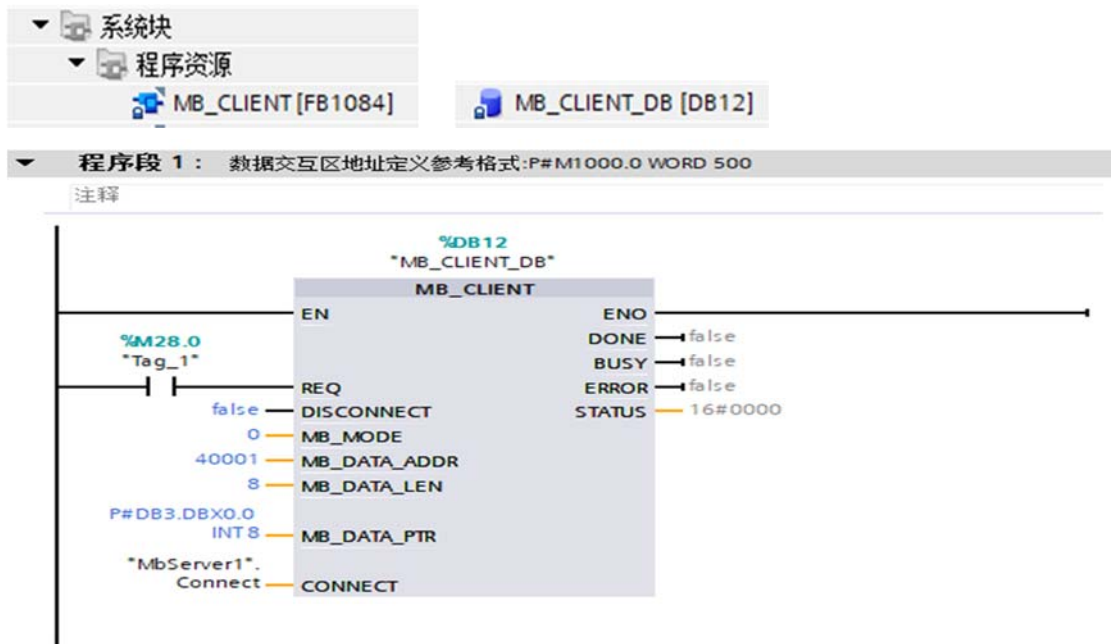 系统块
程序资源
MB_CLIENT [FB1084]
MB_CLIENT_DB [DB12]
程序段 1： 数据交互区地址定义参考格式:P#M1000.0 WORD 500
注释
%DB12
"MB_CLIENT_DB"
MB_CLIENT
EN ENO
%M28.0
"Tag_1"
DONE false
BUSY false
REQ ERROR false
false DISCONNECT STATUS 16#0000
0 MB_MODE
40001 MB_DATA_ADDR
8 MB_DATA_LEN
P#DB3.DBX0.0
INT 8 MB_DATA_PTR
"MbServer1".
Connect CONNECT